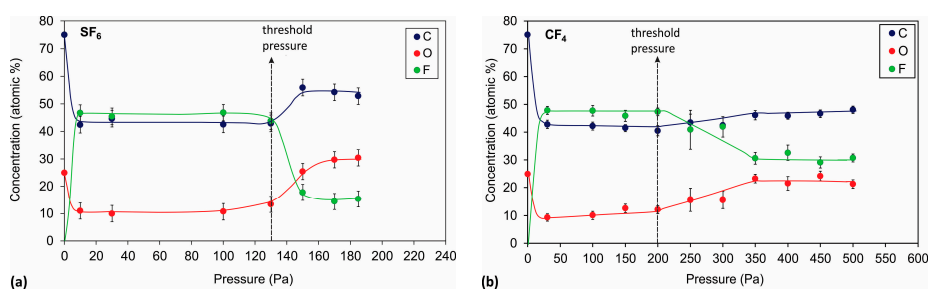 80
70
60
50
40
30
20
10
0
Concentration (atomic %)
SF6
threshold
pressure
C
O
F
0 20 40 60 80 100 120 140 160 180 200 220 240
Pressure (Pa)
(a)
80
70
60
50
40
30
20
10
0
Concentration (atomic %)
CF4
threshold
pressure
C
O
F
0 50 100 150 200 250 300 350 400 450 500 550 600
Pressure (Pa)
(b)